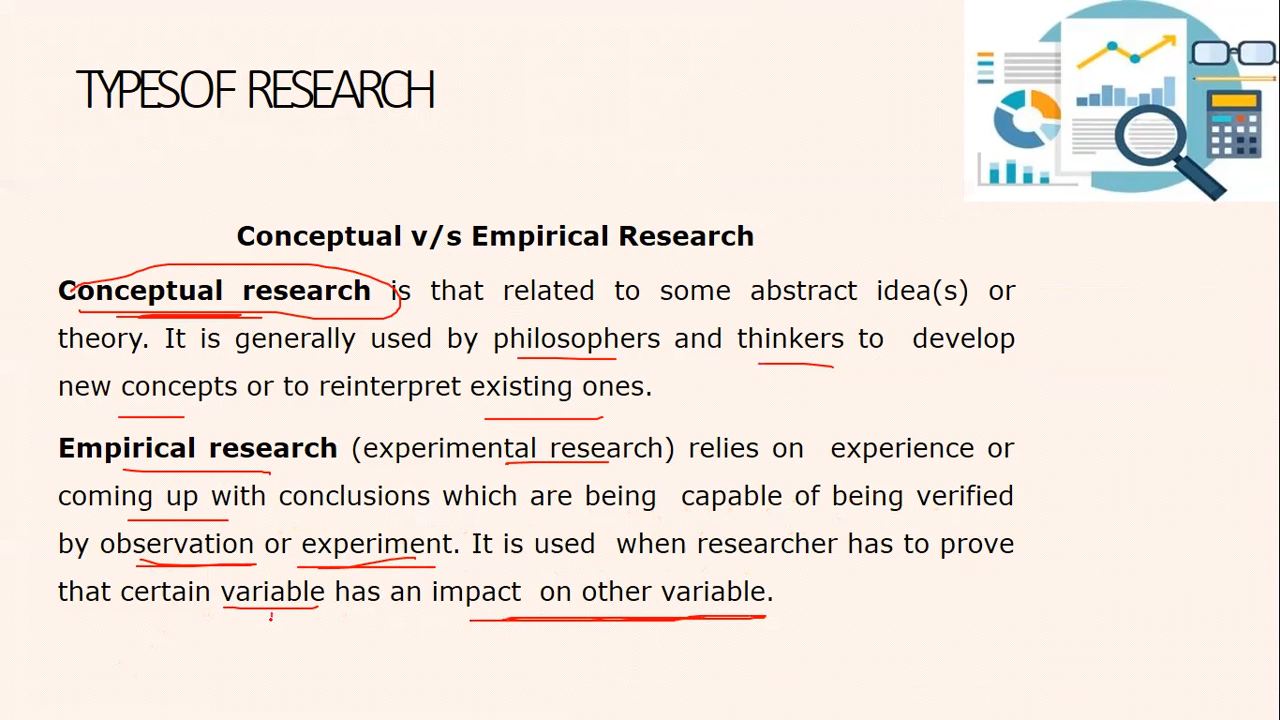 TYPES OF RESEARCH
Conceptual v/s Empirical Research
Conceptual research is that related to some abstract idea(s) or
theory. It is generally used by philosophers and thinkers to develop
new concepts or to reinterpret existing ones.
Empirical research (experimental research) relies on experience or
coming up with conclusions which are being capable of being verified
by observation or experiment. It is used when researcher has to prove
that certain variable has an impact on other variable.